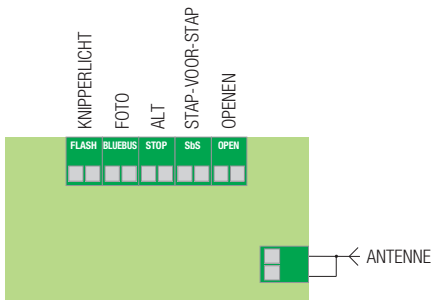 KNIPPERLICHT
FOTO
ALT
STAP-VOOR-STAP
OPENEN
FLASH BLUEBUS STOP SbS OPEN
ANTENNE